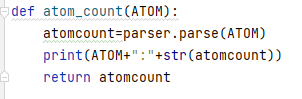 def atom_count(ATOM):
    atomcount=parser.parse(ATOM)
    print(ATOM+":"+str(atomcount))
    return atomcount